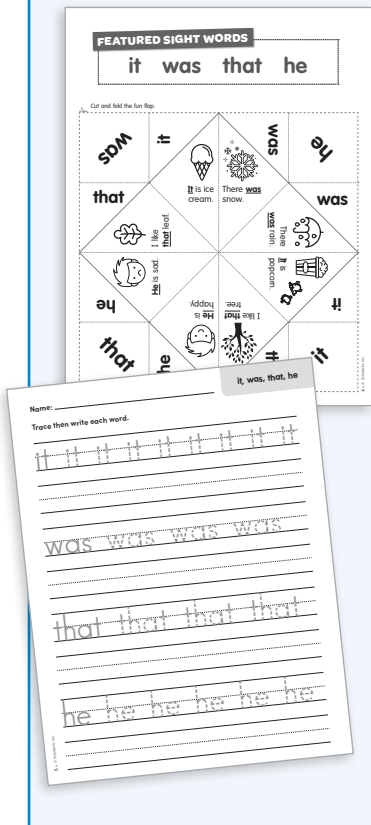 FEATURED SIGHT WORDS
it was that he
Cut and fold the fun flap.
was
it
was
he
It is ice
cream.
There was
snow.
that
was
I like
that leaf.
There
was rain.
He is sad.
It is
popcorn.
he
it
He is
happy.
I like that
tree.
that
he
it
it, was, that, he
Name:
Trace then write each word.
it it it it it it it it it
was was was was
that that that that
he he he he he he